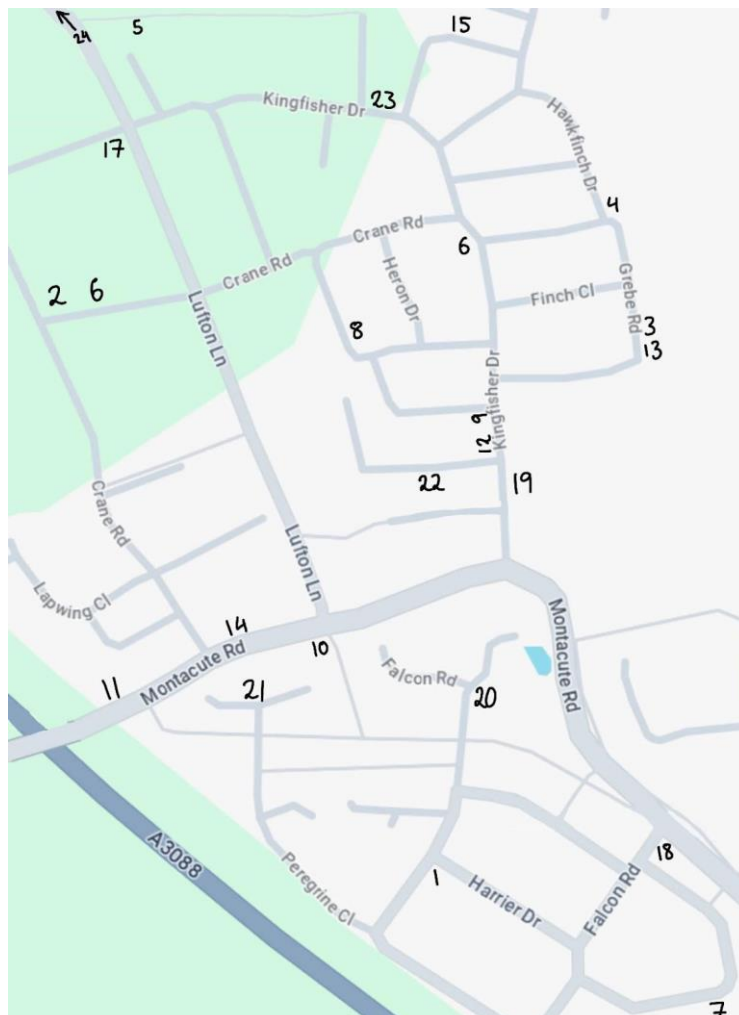 5
15
24
Kingfisher Dr
23
17
Hawkfinch Dr
4
Crane Rd
6
2
6
Crane Rd
Heron Dr
Finch Cl
Grebe Rd
3
13
Lufton Ln
8
Kingfisher Dr
9
12
22
19
Crane Rd
Lufton Ln
Lapwing Cl
14
10
Montacute Rd
11
Montacute Rd
21
Falcon Rd
20
A3088
Peregrine Cl
1
Harrier Dr
Falcon Rd
18
7